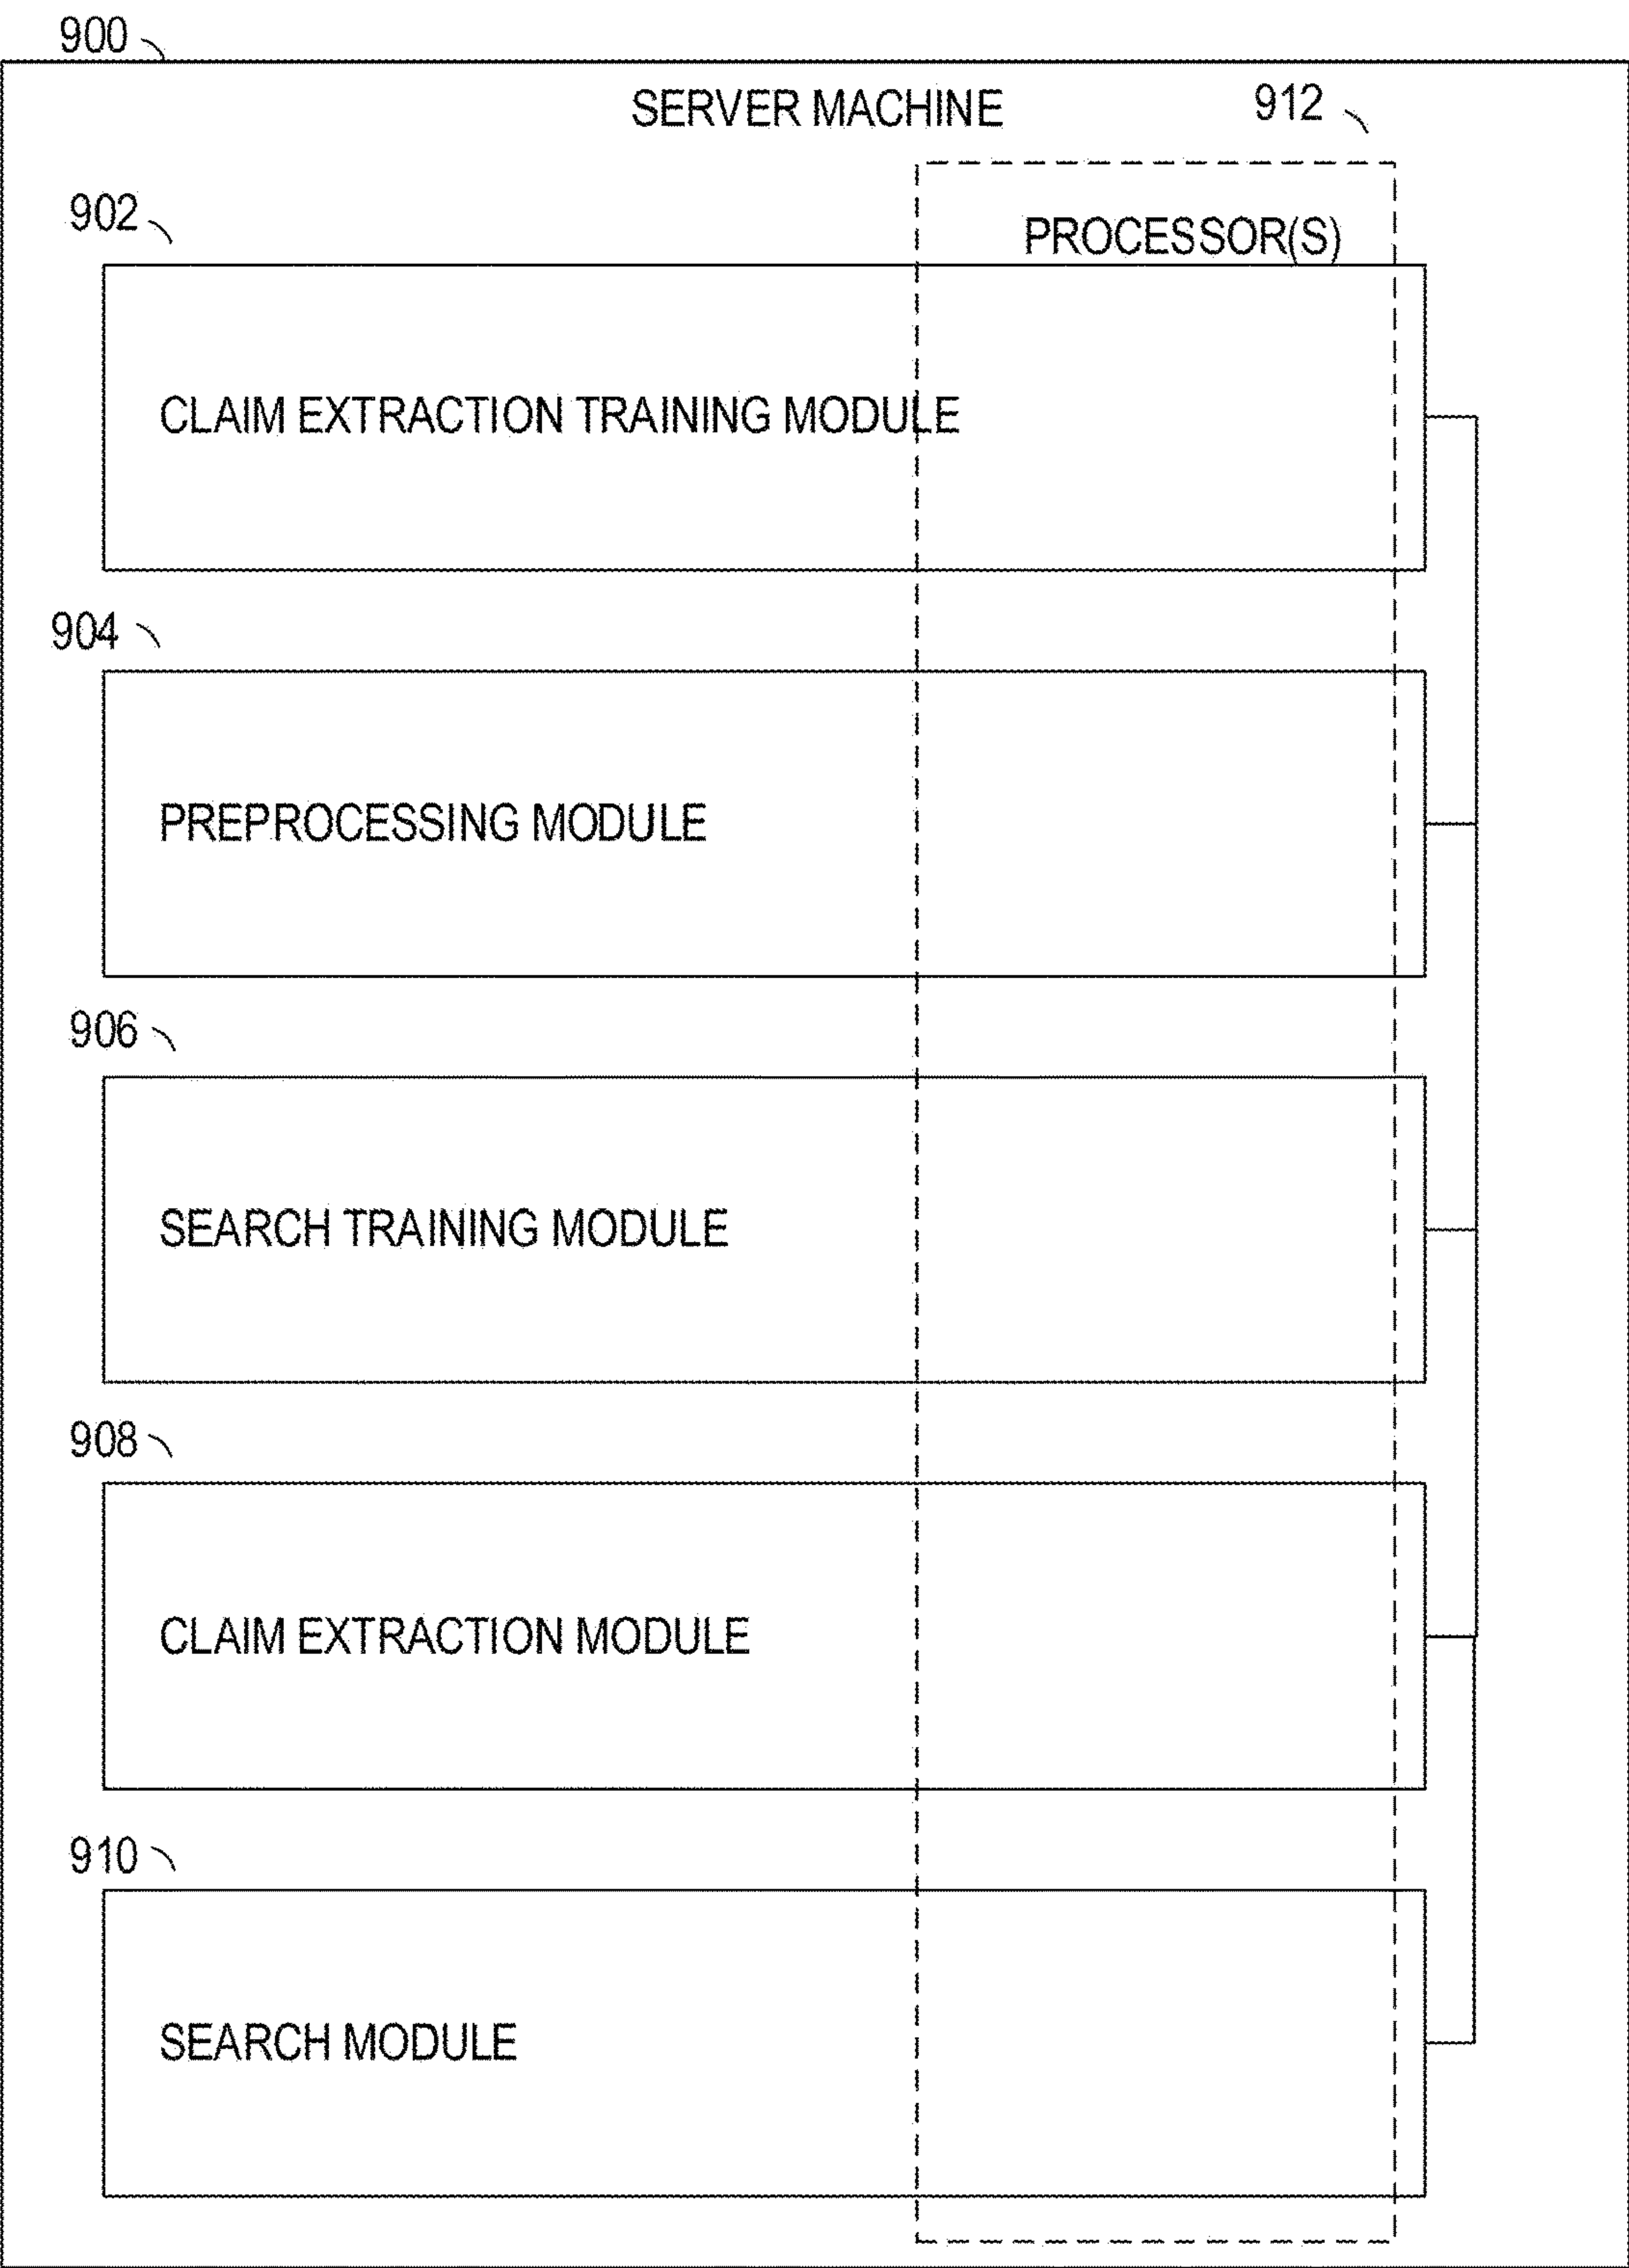 900
SERVER MACHINE
912
902
PROCESSOR(S)
CLAIM EXTRACTION TRAINING MODULE
904
PREPROCESSING MODULE
906
SEARCH TRAINING MODULE
908
CLAIM EXTRACTION MODULE
910
SEARCH MODULE